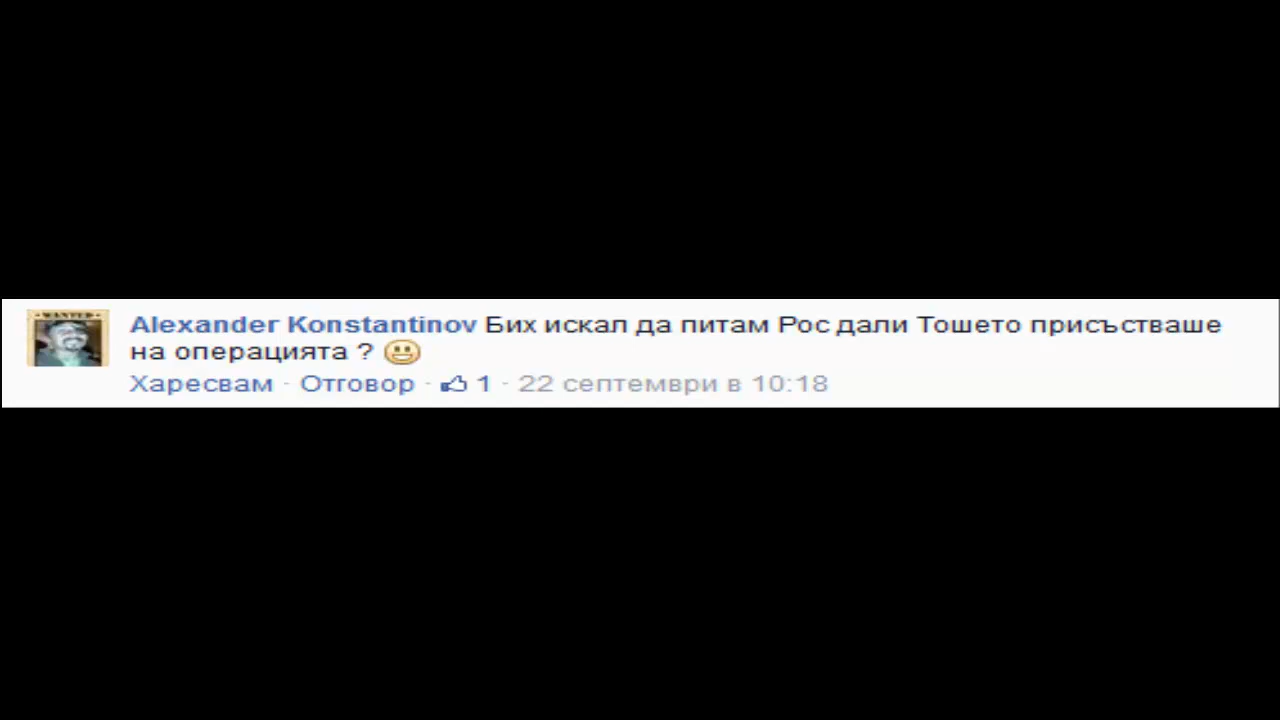 WANTED
Alexander Konstantinov Бих искал да питам Рос дали Тошето присъстваше
на операцията ? 😃
Харесвам · Отговор · 1 · 22 септември в 10:18